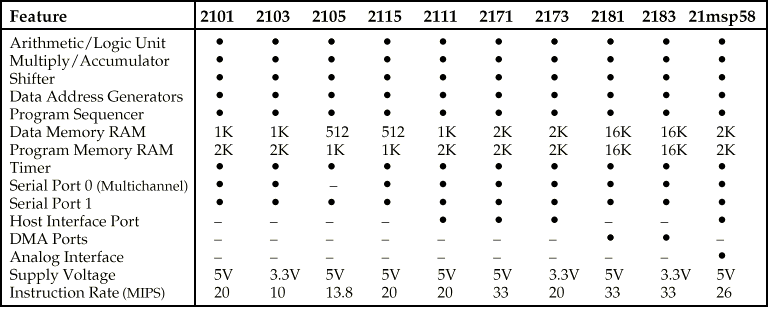 Feature 2101 2103 2105 2115 2111 2171 2173 2181 2183 21msp58
Arithmetic/Logic Unit • • • • • • • • • •
Multiply/Accumulator • • • • • • • • • •
Shifter • • • • • • • • • •
Data Address Generators • • • • • • • • • •
Program Sequencer • • • • • • • • • •
Data Memory RAM 1K 1K 512 512 1K 2K 2K 16K 16K 2K
Program Memory RAM 2K 2K 1K 1K 2K 2K 2K 16K 16K 2K
Timer • • • • • • • • • •
Serial Port 0 (Multichannel) • • – • • • • • • •
Serial Port 1 • • • • • • • • • •
Host Interface Port – – – – • • • – – •
DMA Ports – – – – – – – • • –
Analog Interface – – – – – – – – – •
Supply Voltage 5V 3.3V 5V 5V 5V 5V 3.3V 5V 3.3V 5V
Instruction Rate (MIPS) 20 10 13.8 20 20 33 20 33 33 26